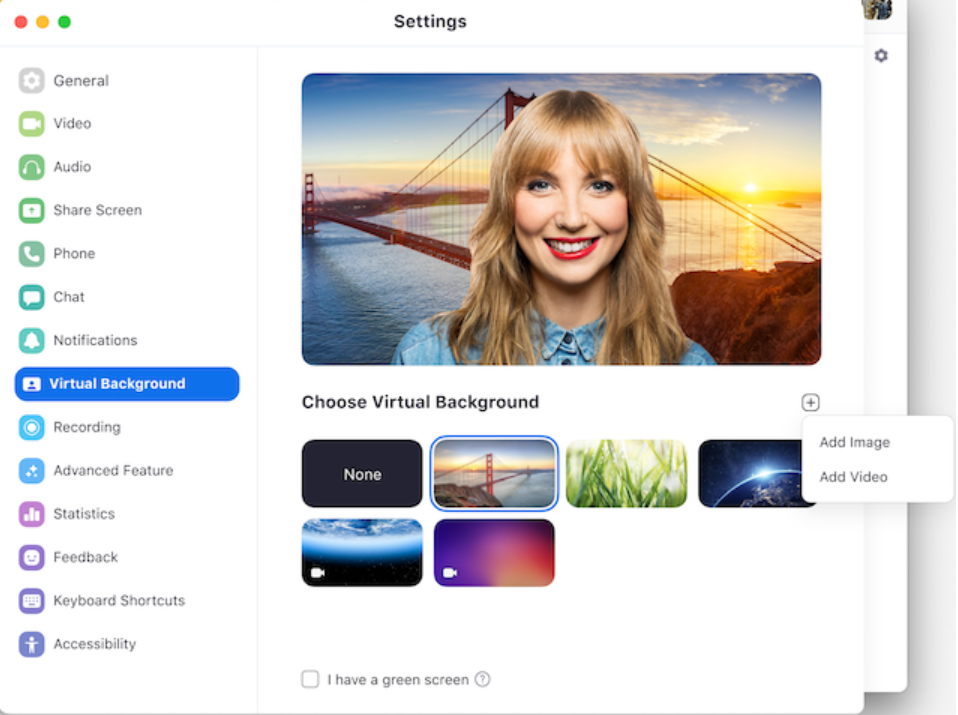 Settings
General
Video
Audio
Share Screen
Phone
Chat
Notifications
Virtual Background
Recording
Advanced Feature
Statistics
Feedback
Keyboard Shortcuts
Accessibility
Choose Virtual Background
Add Image
Add Video
None
I have a green screen ?